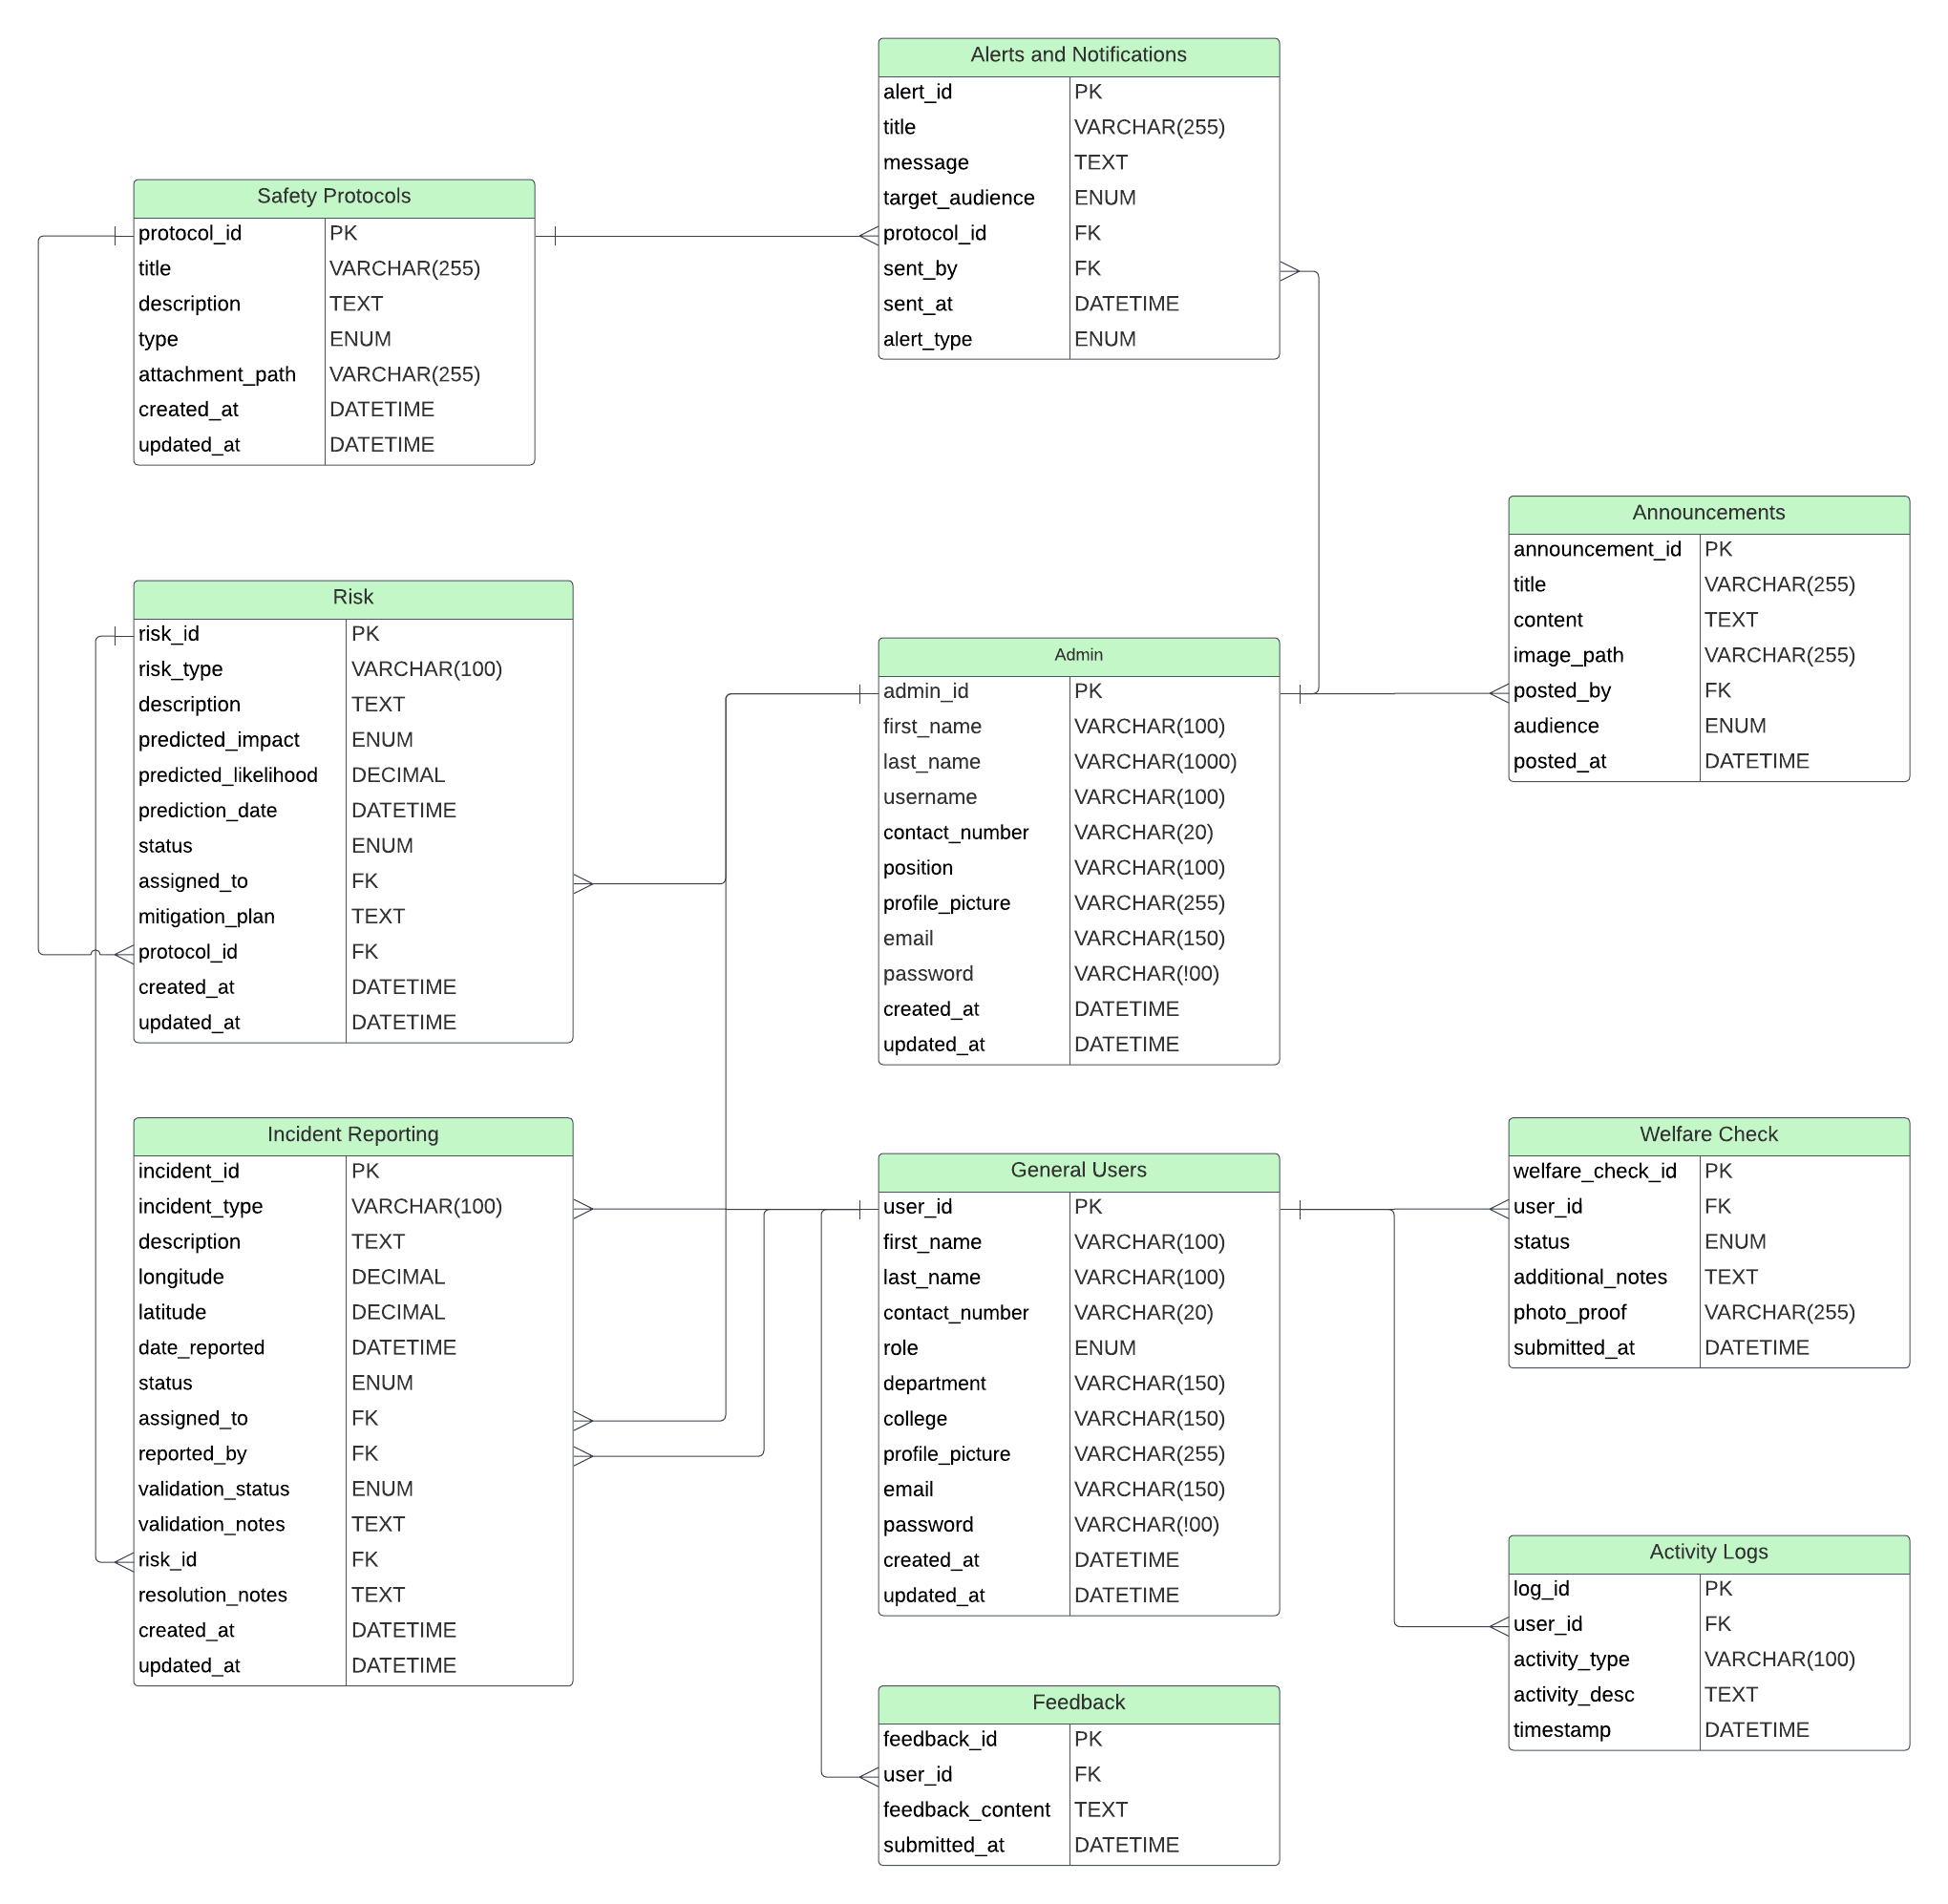 Alerts and Notifications
alert_id PK
title VARCHAR(255)
message TEXT
target_audience ENUM
protocol_id FK
sent_by FK
sent_at DATETIME
alert_type ENUM
Safety Protocols
protocol_id PK
title VARCHAR(255)
description TEXT
type ENUM
attachment_path VARCHAR(255)
created_at DATETIME
updated_at DATETIME
Announcements
announcement_id PK
title VARCHAR(255)
content TEXT
image_path VARCHAR(255)
posted_by FK
audience ENUM
posted_at DATETIME
Risk
risk_id PK
risk_type VARCHAR(100)
description TEXT
predicted_impact ENUM
predicted_likelihood DECIMAL
prediction_date DATETIME
status ENUM
assigned_to FK
mitigation_plan TEXT
protocol_id FK
created_at DATETIME
updated_at DATETIME
Admin
admin_id PK
first_name VARCHAR(100)
last_name VARCHAR(1000)
username VARCHAR(100)
contact_number VARCHAR(20)
position VARCHAR(100)
profile_picture VARCHAR(255)
email VARCHAR(150)
password VARCHAR(!00)
created_at DATETIME
updated_at DATETIME
Incident Reporting
incident_id PK
incident_type VARCHAR(100)
description TEXT
longitude DECIMAL
latitude DECIMAL
date_reported DATETIME
status ENUM
assigned_to FK
reported_by FK
validation_status ENUM
validation_notes TEXT
risk_id FK
resolution_notes TEXT
created_at DATETIME
updated_at DATETIME
General Users
user_id PK
first_name VARCHAR(100)
last_name VARCHAR(100)
contact_number VARCHAR(20)
role ENUM
department VARCHAR(150)
college VARCHAR(150)
profile_picture VARCHAR(255)
email VARCHAR(150)
password VARCHAR(!00)
created_at DATETIME
updated_at DATETIME
Welfare Check
welfare_check_id PK
user_id FK
status ENUM
additional_notes TEXT
photo_proof VARCHAR(255)
submitted_at DATETIME
Activity Logs
log_id PK
user_id FK
activity_type VARCHAR(100)
activity_desc TEXT
timestamp DATETIME
Feedback
feedback_id PK
user_id FK
feedback_content TEXT
submitted_at DATETIME